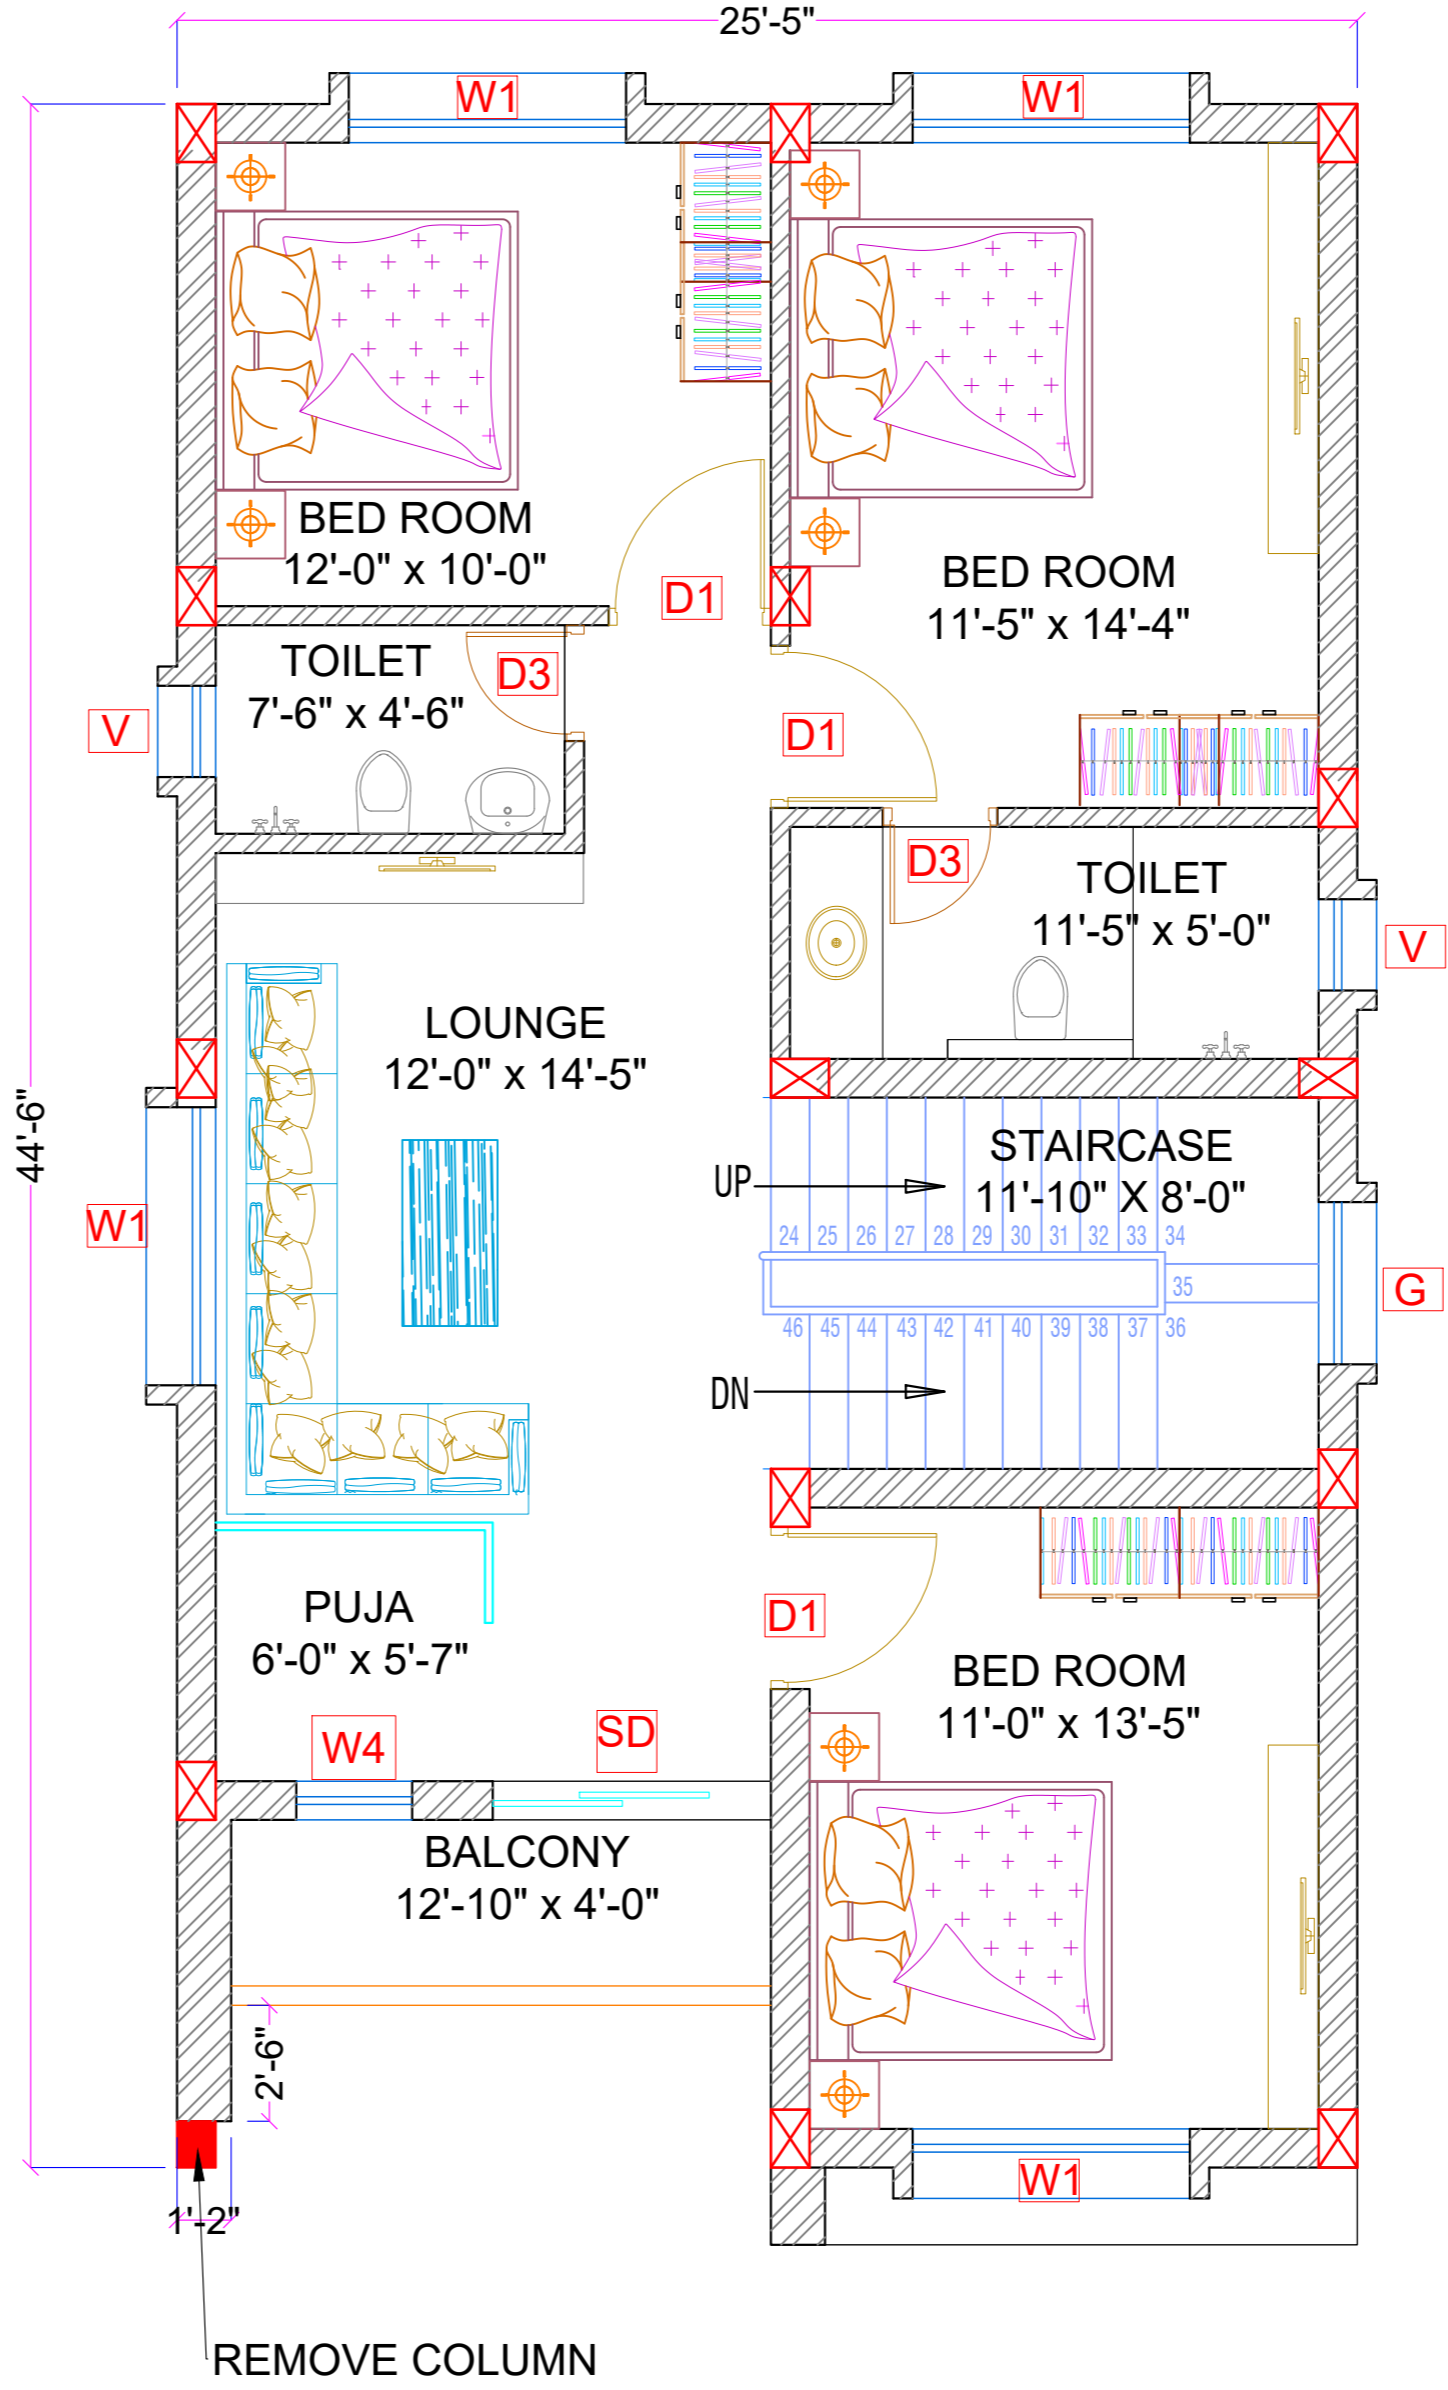 25'-5"
W1
W1
BED ROOM
12'-0" x 10'-0"
D1
BED ROOM
11'-5" x 14'-4"
TOILET
7'-6" x 4'-6"
D3
V
D1
D3
TOILET
11'-5" x 5'-0"
V
LOUNGE
12'-0" x 14'-5"
44'-6"
STAIRCASE
11'-10" X 8'-0"
UP
W1
24 25 26 27 28 29 30 31 32 33 34
35
G
46 45 44 43 42 41 40 39 38 37 36
DN
PUJA
6'-0" x 5'-7"
D1
BED ROOM
11'-0" x 13'-5"
W4
SD
BALCONY
12'-10" x 4'-0"
2'-6"
W1
1'-2"
REMOVE COLUMN